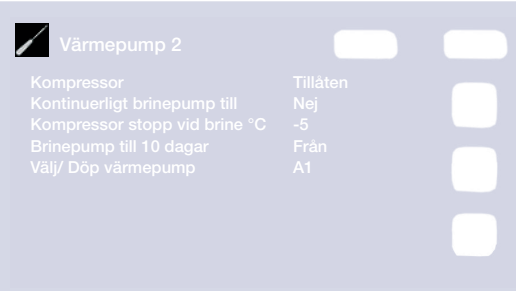 Värmepump 2
Kompressor Tillåten
Kontinuerligt brinepump till Nej
Kompressor stopp vid brine °C -5
Brinepump till 10 dagar Från
Välj/ Döp värmepump A1